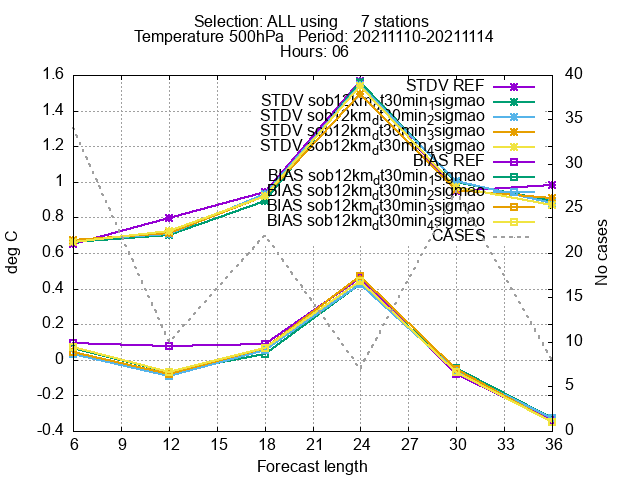 Selection: ALL using 7 stations
Temperature 500hPa Period: 20211110-20211114
Hours: 06
1.6
1.4
1.2
1
0.8
0.6
0.4
0.2
0
-0.2
-0.4
deg C
STDV REF
STDV sob12km_dt30min_1sigmao
STDV sob12km_dt30min_2sigmao
STDV sob12km_dt30min_3sigmao
STDV sob12km_dt30min_4sigmao
BIAS REF
BIAS sob12km_dt30min_1sigmao
BIAS sob12km_dt30min_2sigmao
BIAS sob12km_dt30min_3sigmao
BIAS sob12km_dt30min_4sigmao
CASES
40
35
30
25
20
15
10
5
0
No cases
6 9 12 15 18 21 24 27 30 33 36
Forecast length